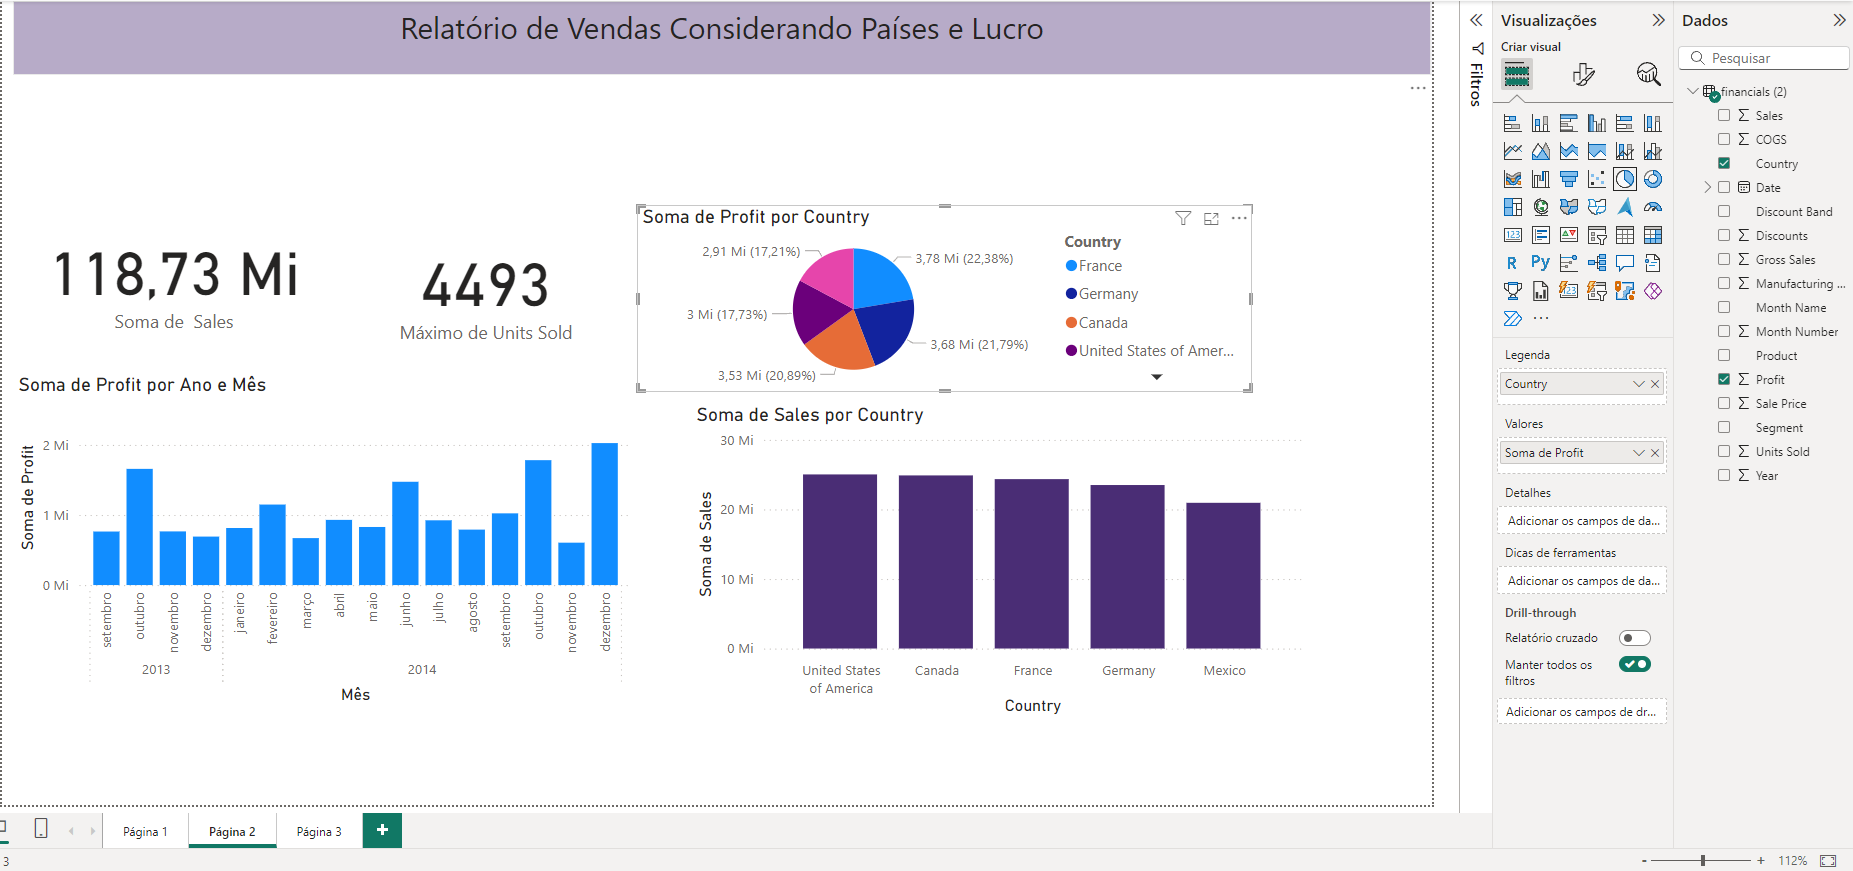 Relatório de Vendas Considerando Países e Lucro
118,73 Mi
Soma de  Sales
4493
Máximo de Units Sold
Soma de Profit por Country
2,91 Mi (17,21%)
3 Mi (17,73%)
3,53 Mi (20,89%)
3,78 Mi (22,38%)
3,68 Mi (21,79%)
Country
France
Germany
Canada
United States of Amer...
Soma de Profit por Ano e Mês
Soma de Profit
2 Mi
1 Mi
0 Mi
setembro
outubro
novembro
dezembro
janeiro
fevereiro
março
abril
maio
junho
julho
agosto
setembro
outubro
novembro
dezembro
2013
2014
Mês
Soma de Sales por Country
Soma de Sales
30 Mi
20 Mi
10 Mi
0 Mi
United States
of America
Canada
France
Germany
Mexico
Country
Filtros
Visualizações
Criar visual
123
R
Py
123
Legenda
Country
Valores
Soma de Profit
Detalhes
Adicionar os campos de da...
Dicas de ferramentas
Adicionar os campos de da...
Drill-through
Relatório cruzado
Manter todos os
filtros
Adicionar os campos de dr...
Dados
Pesquisar
financials (2)
Sales
COGS
Country
Date
Discount Band
Discounts
Gross Sales
Manufacturing ...
Month Name
Month Number
Product
Profit
Sale Price
Segment
Units Sold
Year
Página 1
Página 2
Página 3
3
112%